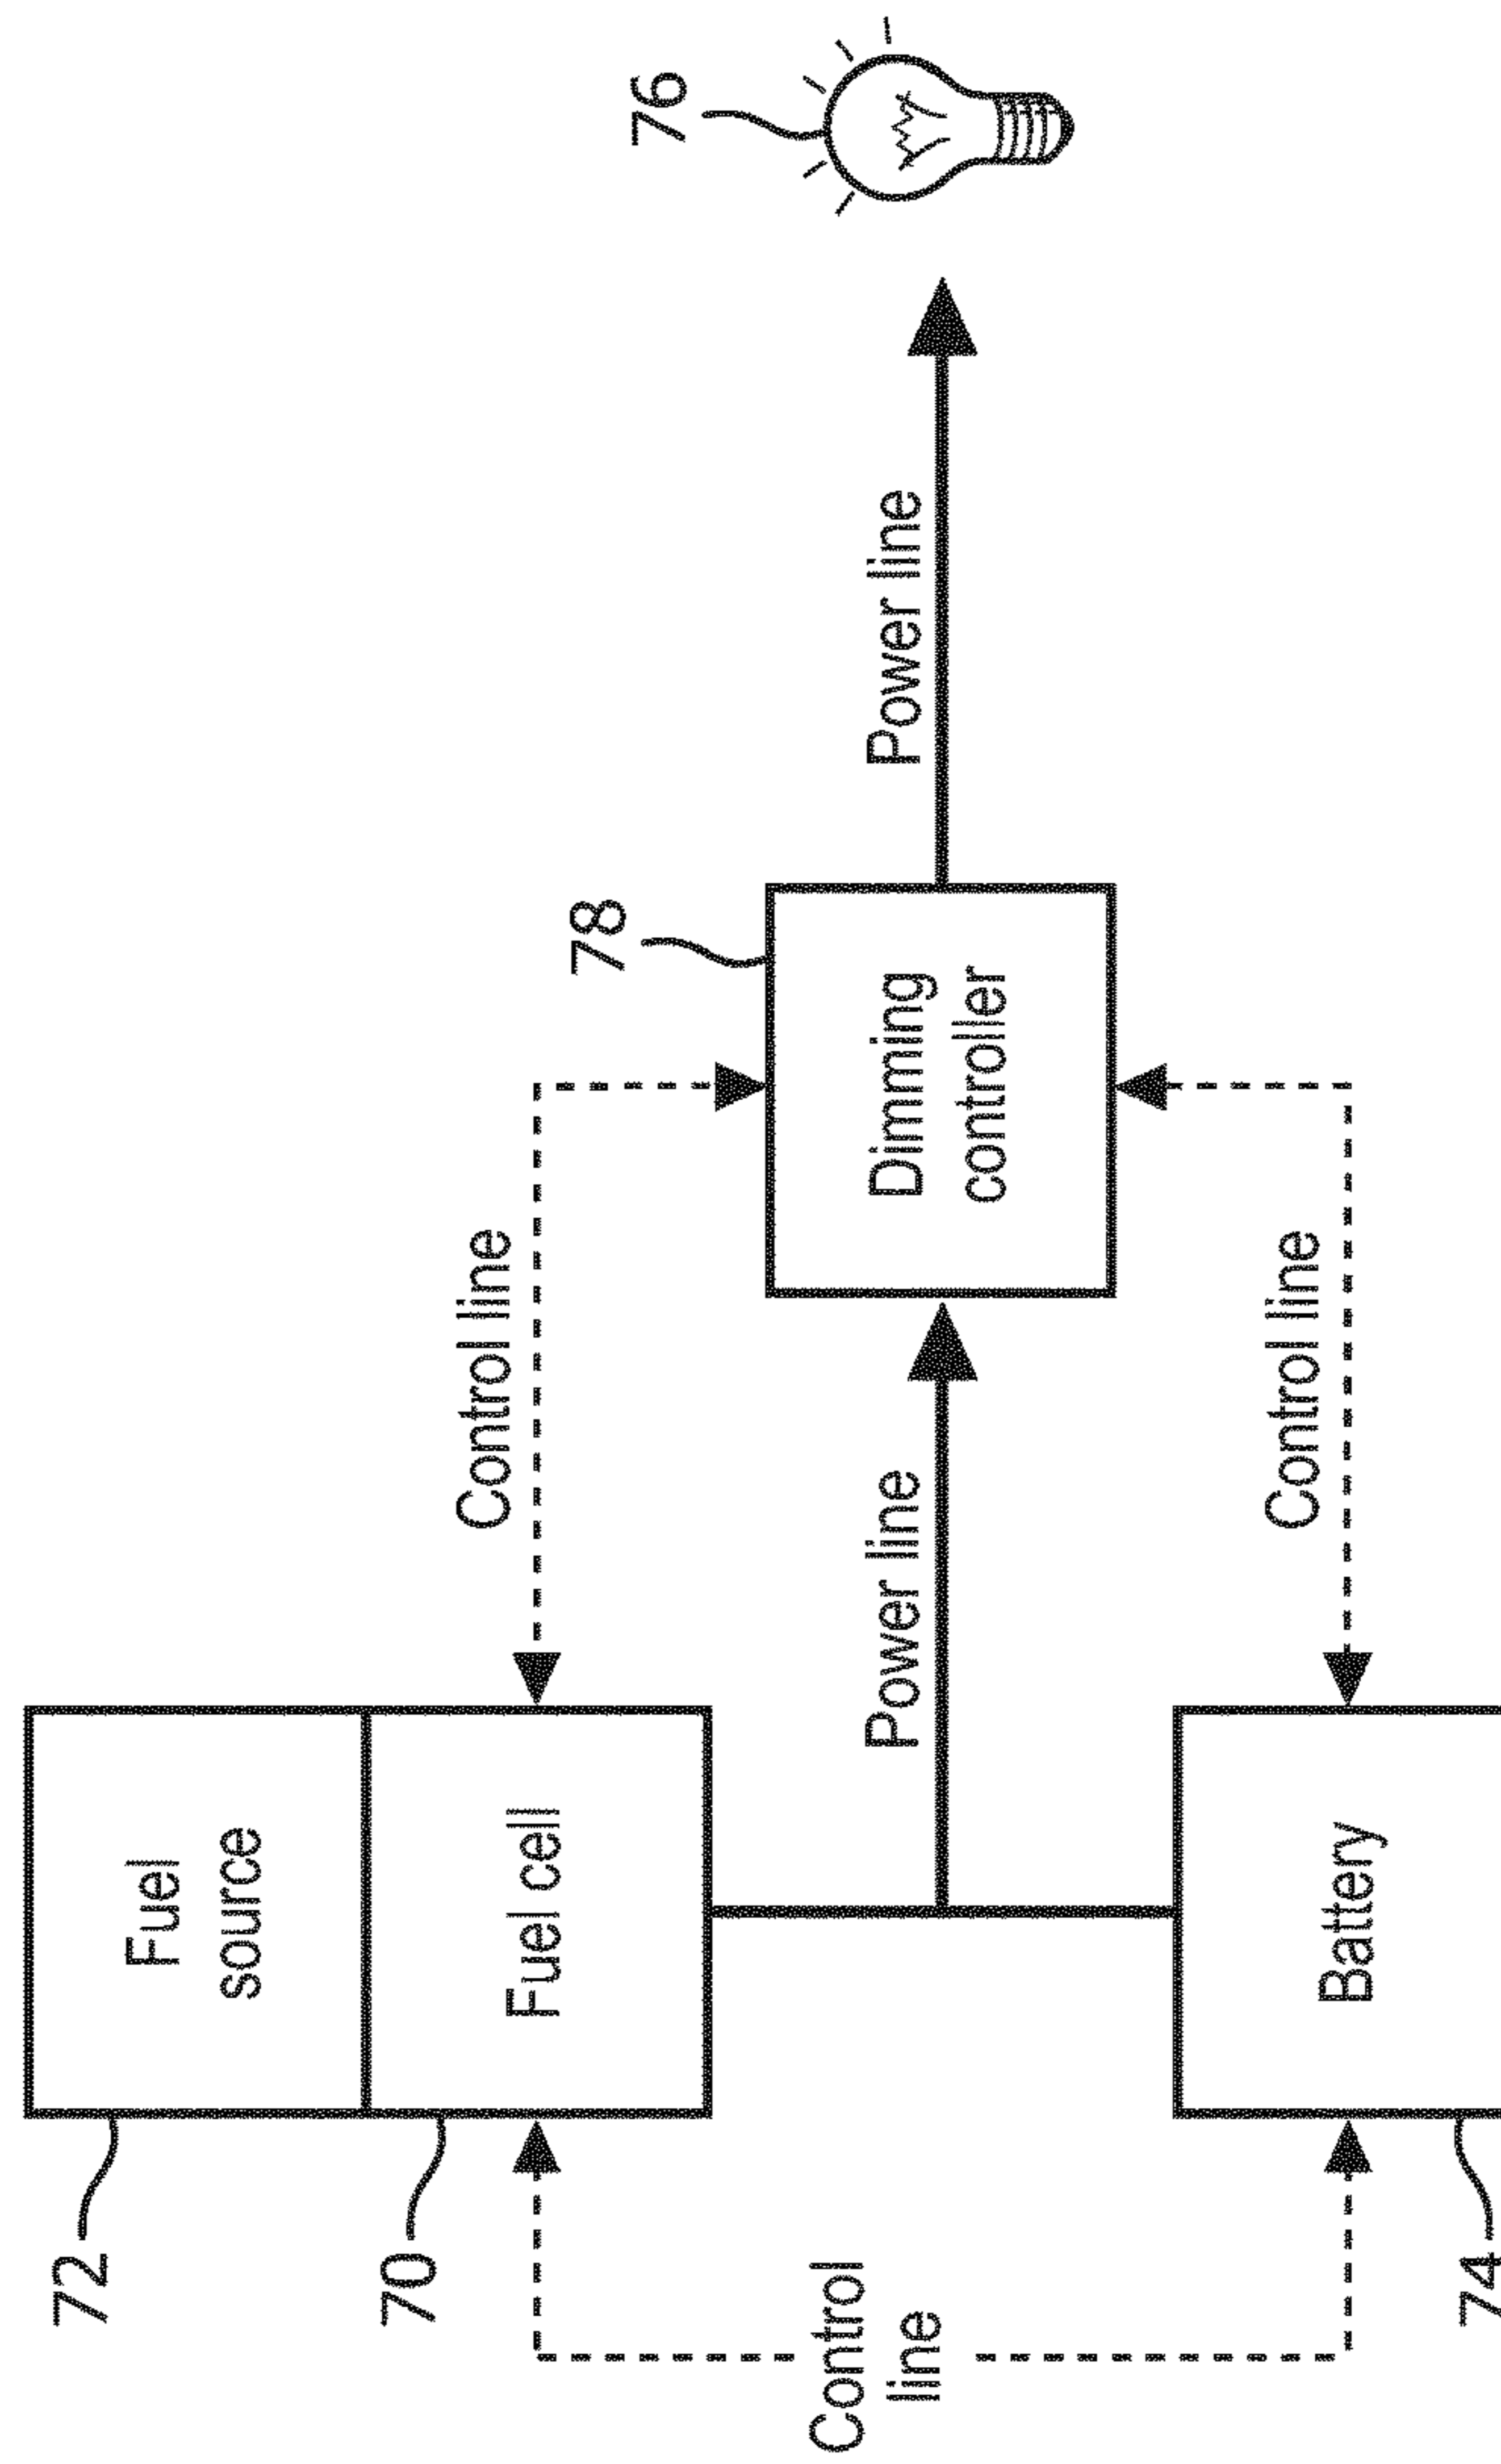 72
Fuel
source
70
Fuel cell
Control
line
Control line
Power line
78
Dimming
controller
Power line
76
Control line
Battery
74